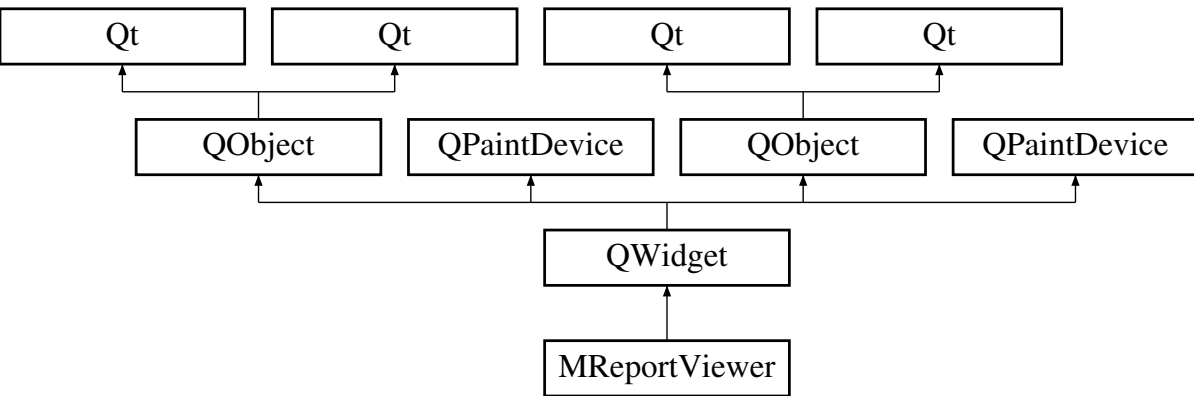 Qt Qt Qt Qt
QObject QPaintDevice QObject QPaintDevice
QWidget
MReportViewer